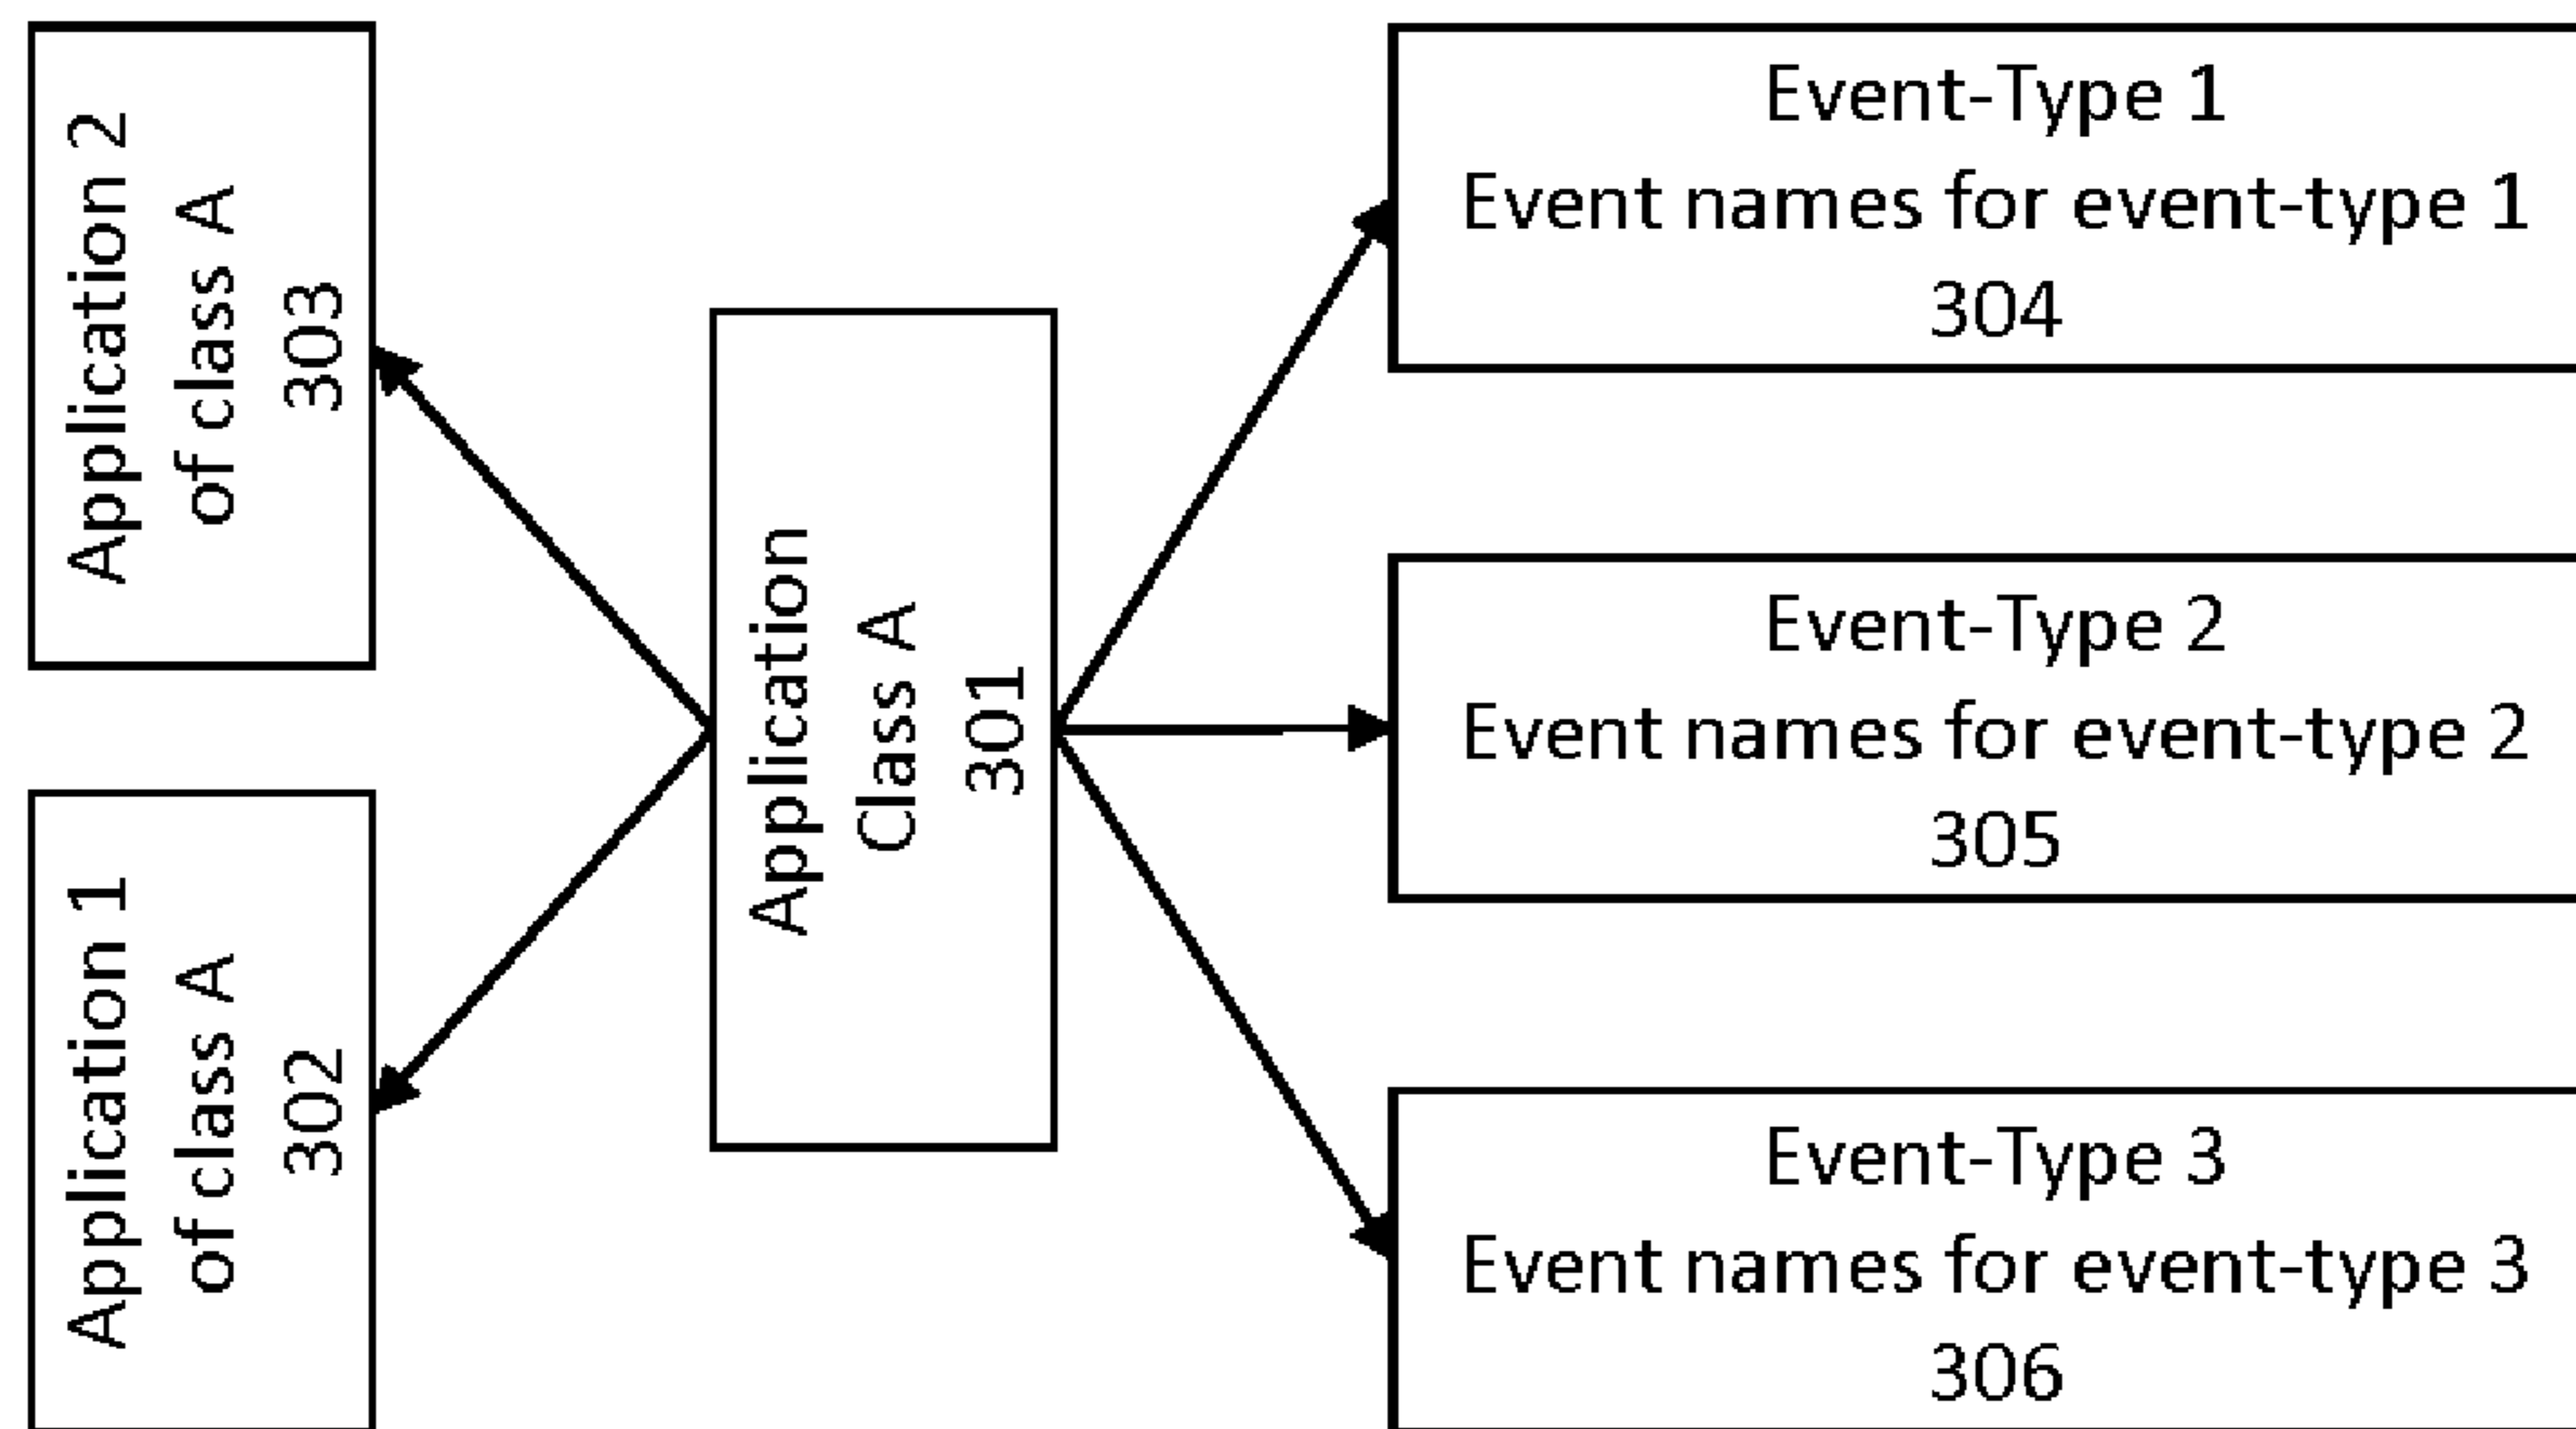 Application 2
of class A
303
Application 1
of class A
302
Application
Class A
301
Event-Type 1
Event names for event-type 1
304
Event-Type 2
Event names for event-type 2
305
Event-Type 3
Event names for event-type 3
306